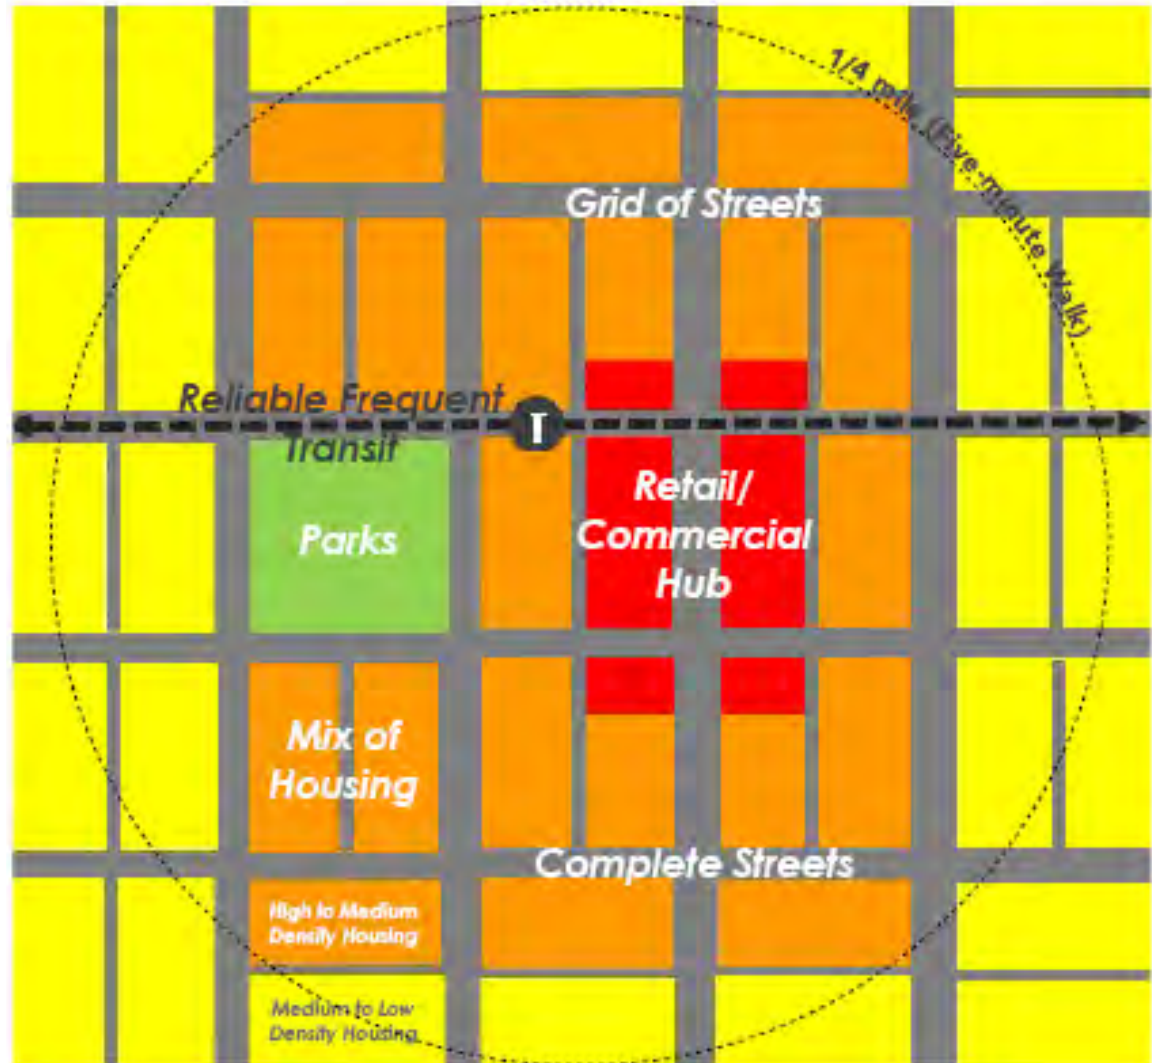 1/4 mile (Five-minute Walk)
Grid of Streets
Reliable Frequent
Transit
T
Parks
Retail/
Commercial
Hub
Mix of
Housing
Complete Streets
High to Medium
Density Housing
Medium to Low
Density Housing